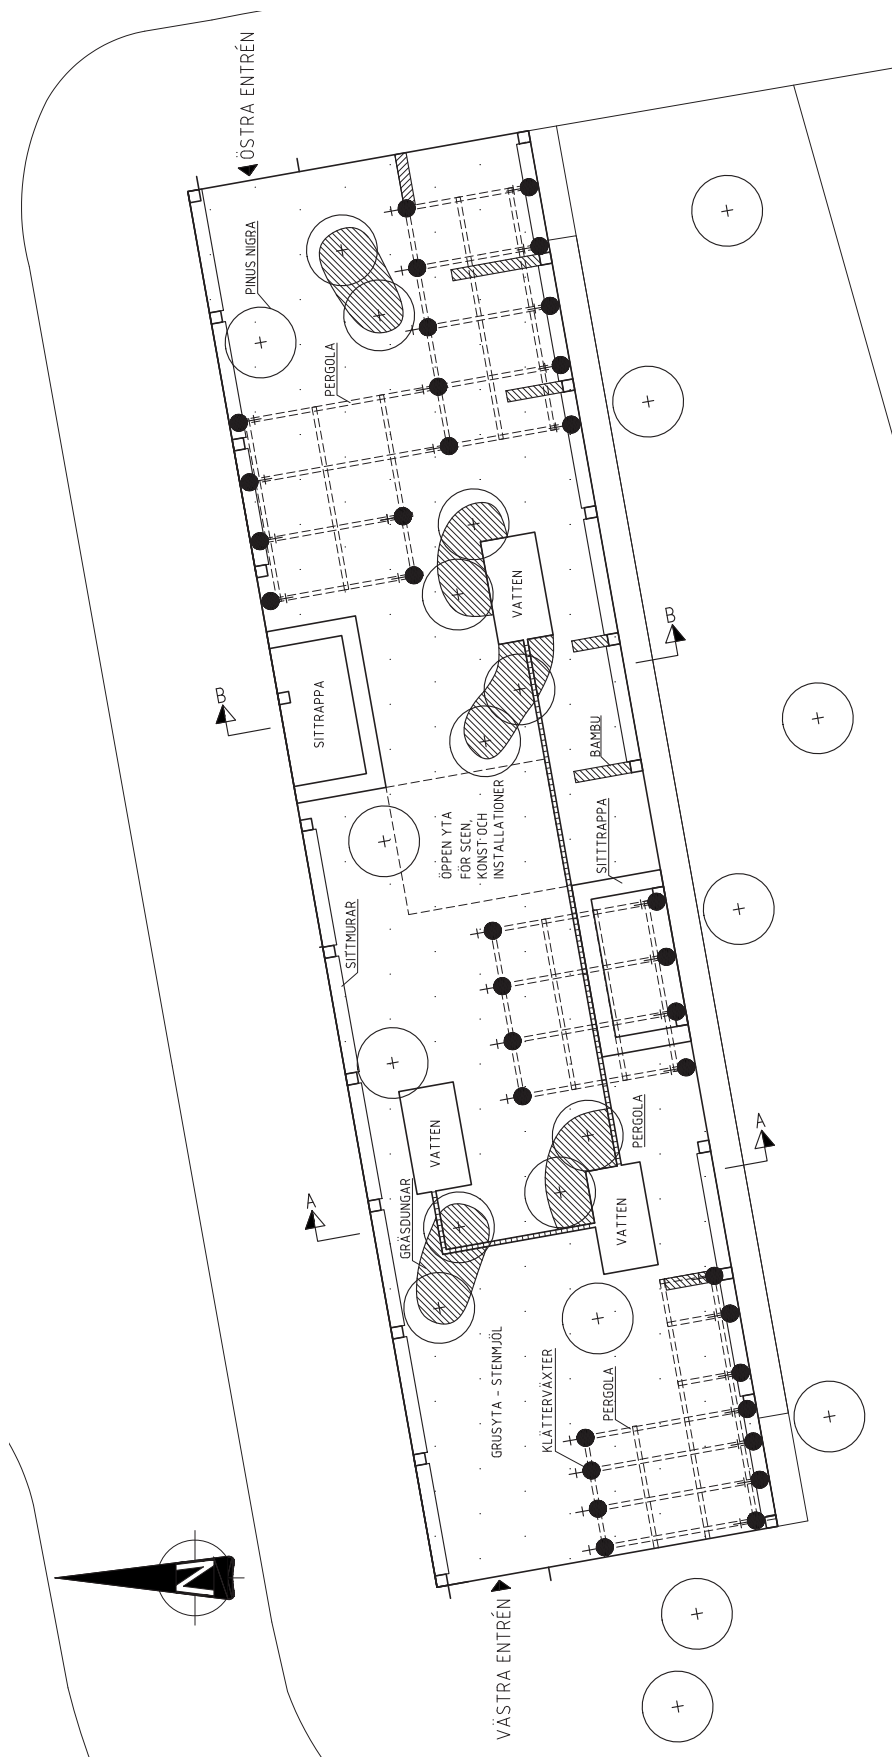 ÖSTRA ENTRÉN
PINUS NIGRA
PERGOLA
VATTEN
B
B
SITTRAPPA
BAMBU
ÖPPEN YTA
FÖR SCEN,
KONST OCH
INSTALLATIONER
SITTTRAPPA
SITTMURAR
VATTEN
PERGOLA
A
A
GRÄSDUNGAR
VATTEN
GRUSYTA - STENMJÖL
KLÄTTERVÄXTER
PERGOLA
N
VÄSTRA ENTRÉN